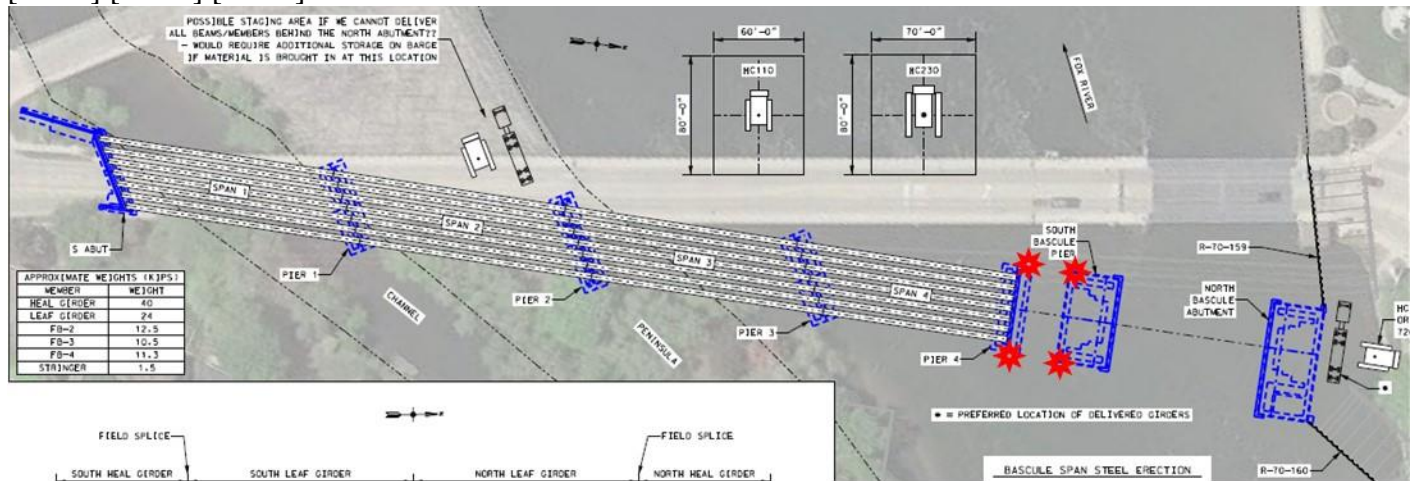 POSSIBLE STAGING AREA IF WE CANNOT DELIVER
ALL BEAMS/MEMBERS BEHIND THE NORTH ABUTMENT??
- WOULD REQUIRE ADDITIONAL STORAGE ON BARGE
IF MATERIAL IS BROUGHT IN AT THIS LOCATION
60'-0"
70'-0"
80'-0"
HC110
80'-0"
HC230
FOX RIVER
SPAN 1
SPAN 2
SPAN 3
SPAN 4
S ABUT
PIER 1
PIER 2
PIER 3
PIER 4
CHANNEL
PENINSULA
SOUTH
BASCULE
PIER
R-70-159
NORTH
BASCULE
ABUTMENT
HC
OR
720
APPROXIMATE WEIGHTS (KIPS)
MEMBER WEIGHT
HEAL GIRDER 40
LEAF GIRDER 24
FB-2 12.5
FB-3 10.5
FB-4 11.3
STRINGER 1.5
* = PREFERRED LOCATION OF DELIVERED GIRDERS
BASCULE SPAN STEEL ERECTION
R-70-160
FIELD SPLICE
FIELD SPLICE
SOUTH HEAL GIRDER
SOUTH LEAF GIRDER
NORTH LEAF GIRDER
NORTH HEAL GIRDER